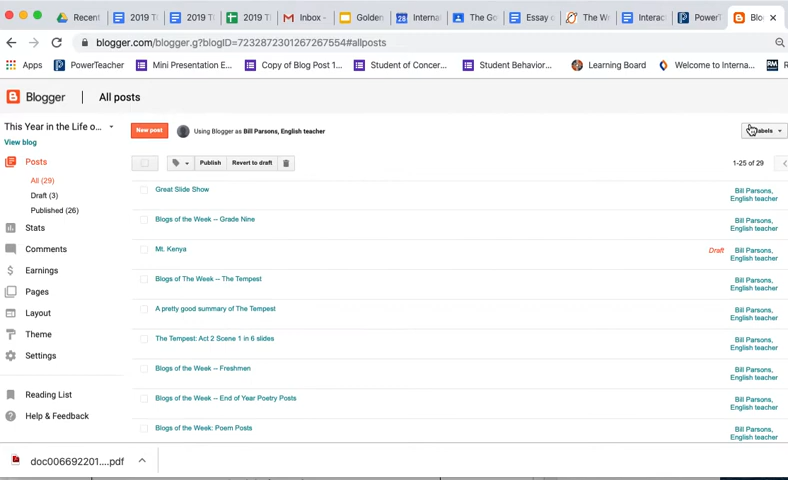 Recent 2019 T 2019 T 2019 T Inbox - Golden Interna The Go Essay c The W Interac PowerT Blo
blogger.com/blogger.g?blogID=7232872301267267554#allposts
Apps PowerTeacher Mini Presentation E... Copy of Blog Post 1... Student of Concer... Student Behavior... Learning Board Welcome to Interna... RM
Blogger All posts
This Year in the Life o...
New post Using Blogger as Bill Parsons, English teacher
View blog
Posts
Publish Revert to draft 1-25 of 29
All (29)
Draft (3)
Published (26)
Stats
Comments
Earnings
Pages
Layout
Theme
Settings
Reading List
Help & Feedback
Great Slide Show Bill Parsons,
English teacher
Blogs of the Week -- Grade Nine Bill Parsons,
English teacher
Mt. Kenya Draft Bill Parsons,
English teacher
Blogs of The Week -- The Tempest Bill Parsons,
English teacher
A pretty good summary of The Tempest Bill Parsons,
English teacher
The Tempest: Act 2 Scene 1 in 6 slides Bill Parsons,
English teacher
Blogs of the Week -- Freshmen Bill Parsons,
English teacher
Blogs of the Week -- End of Year Poetry Posts Bill Parsons,
English teacher
Blogs of the Week: Poem Posts Bill Parsons,
English teacher
doc006692201....pdf